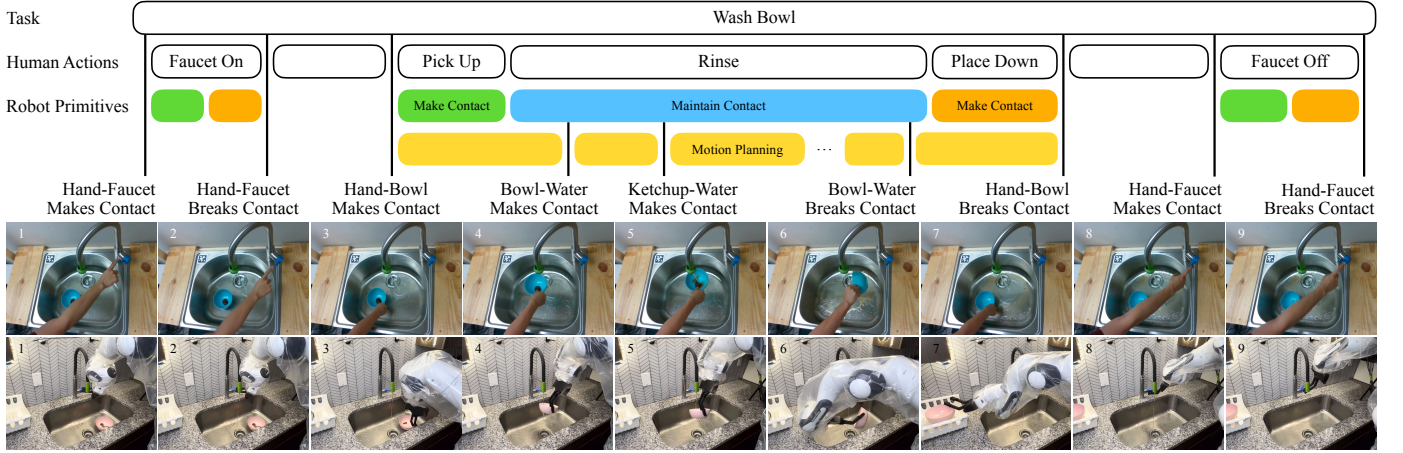 Task
Wash Bowl
Human Actions
Faucet On
Pick Up
Rinse
Place Down
Faucet Off
Robot Primitives
Make Contact
Maintain Contact
Make Contact
Motion Planning
...
Hand-Faucet
Makes Contact
Hand-Faucet
Breaks Contact
Hand-Bowl
Makes Contact
Bowl-Water
Makes Contact
Ketchup-Water
Makes Contact
Bowl-Water
Breaks Contact
Hand-Bowl
Breaks Contact
Hand-Faucet
Makes Contact
Hand-Faucet
Breaks Contact
1
2
3
4
5
6
7
8
9
1
2
3
4
5
6
7
8
9